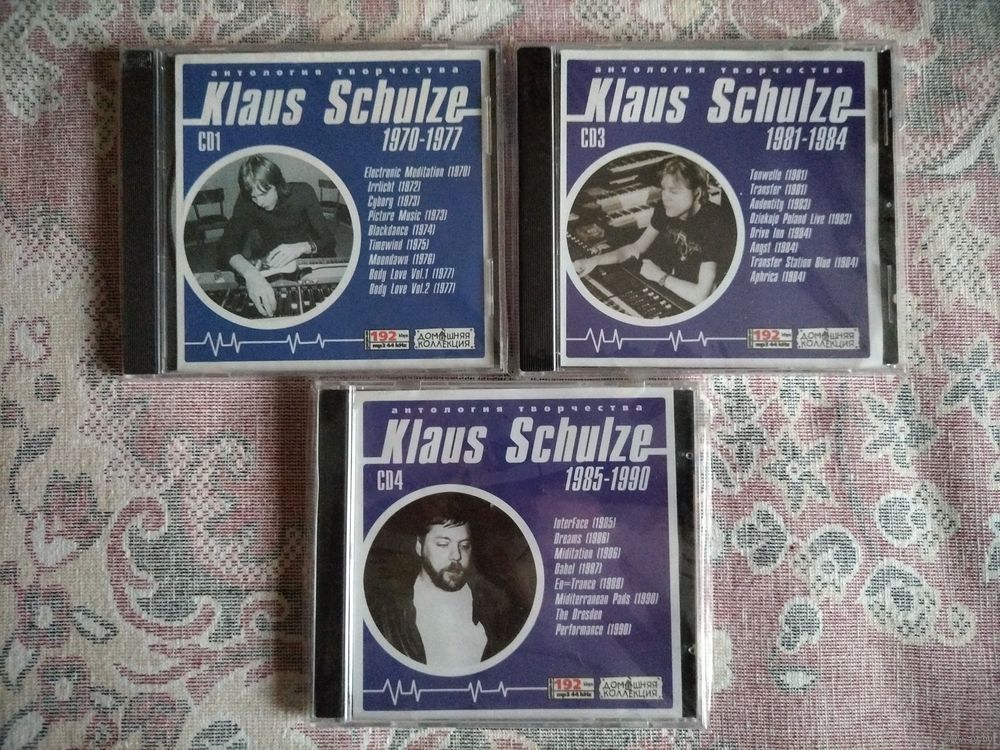 антология творчества
Klaus Schulze
CD1
1970-1977
Electronic Meditation (1970)
Irrlicht (1972)
Cyborg (1973)
Picture Music (1973)
Blackdance (1974)
Timewind (1975)
Moondawn (1976)
Body Love Vol.1 (1977)
Body Love Vol.2 (1977)
192 kbps
mp3 44 kHz
ДОМАШНЯЯ
КОЛЛЕКЦИЯ
антология творчества
Klaus Schulze
CD3
1981-1984
Tonwelle (1981)
Transfer (1981)
Audentity (1983)
Dziekuje Poland Live (1983)
Drive Inn (1984)
Angst (1984)
Transfer Station Blue (1984)
Aphrica (1984)
192 kbps
mp3 44 kHz
ДОМАШНЯЯ
КОЛЛЕКЦИЯ
антология творчества
Klaus Schulze
CD4
1985-1990
InterFace (1985)
Dreams (1986)
Miditation (1986)
Babel (1987)
En=Trance (1988)
Miditerranean Pads (1990)
The Dresden
Performance (1990)
192 kbps
mp3 44 kHz
ДОМАШНЯЯ
КОЛЛЕКЦИЯ